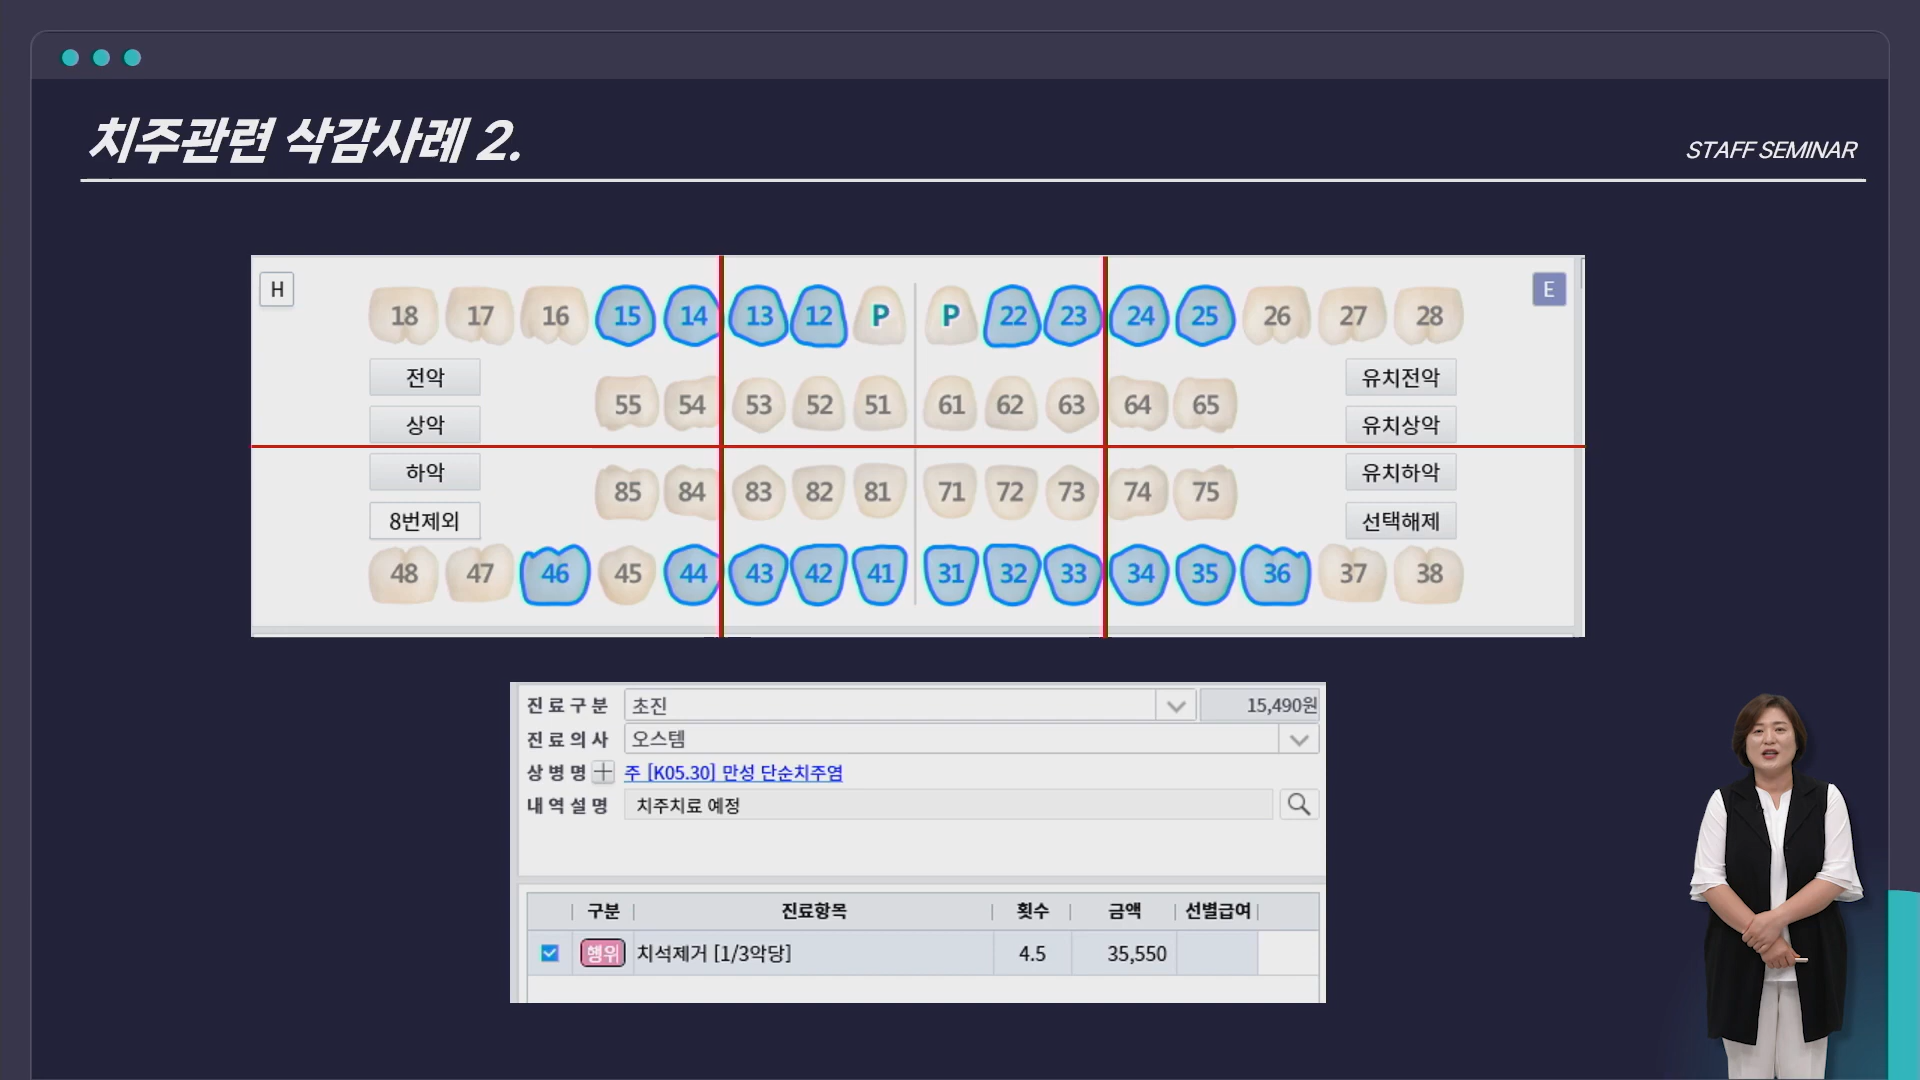 치주관련 삭감사례 2.
STAFF SEMINAR
H
E
18 17 16 15 14 13 12 P P 22 23 24 25 26 27 28
전악
유치전악
55 54 53 52 51 61 62 63 64 65
상악
유치상악
하악
유치하악
85 84 83 82 81 71 72 73 74 75
8번제외
선택해제
48 47 46 45 44 43 42 41 31 32 33 34 35 36 37 38
진료구분 초진 15,490원
진료의사 오스템
상병명 주 [K05.30] 만성 단순치주염
내역설명 치주치료 예정
구분 진료항목 횟수 금액 선별급여
행위 치석제거 [1/3악당] 4.5 35,550